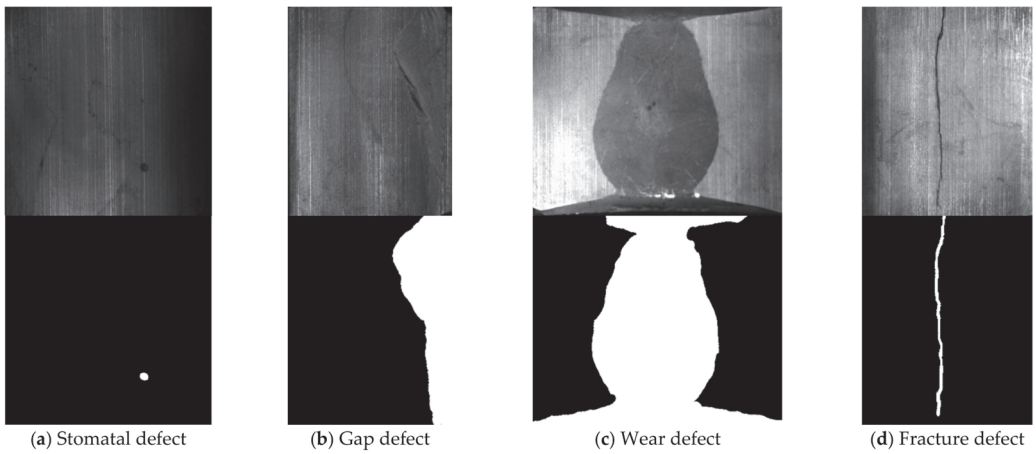 (a) Stomatal defect
(b) Gap defect
(c) Wear defect
(d) Fracture defect